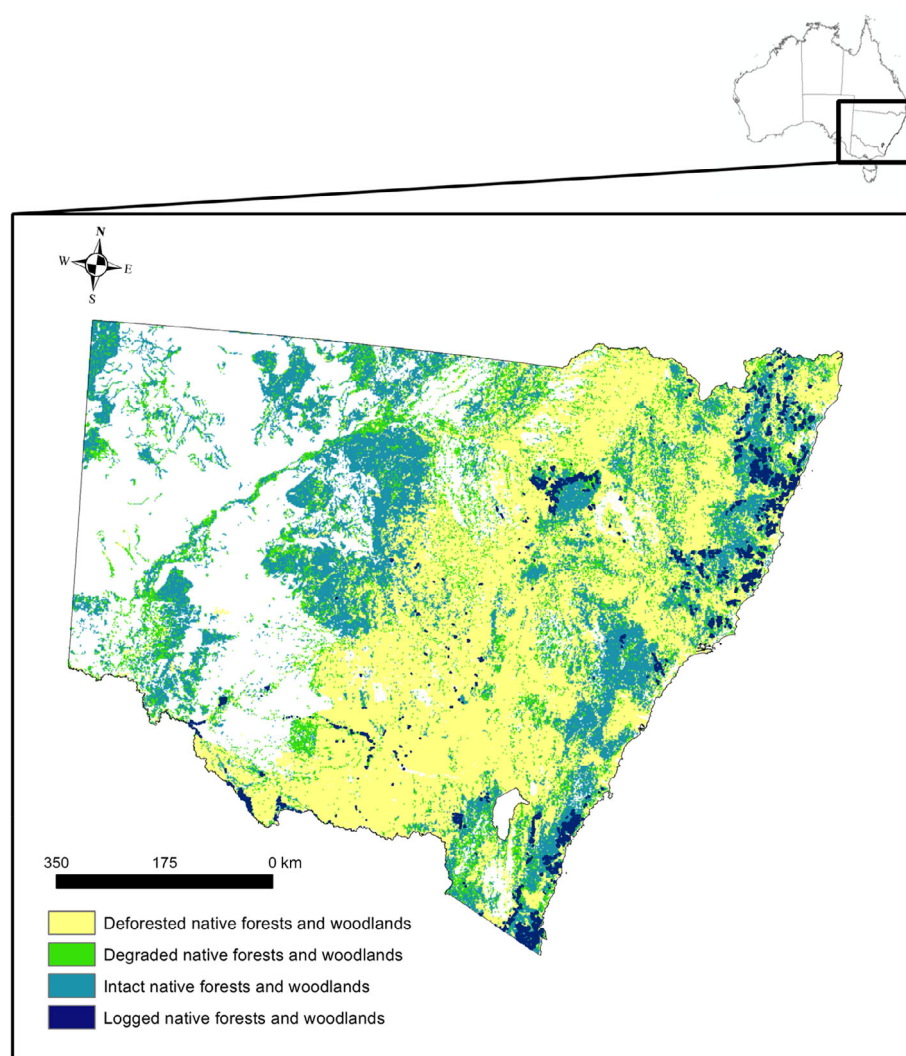 N
W E
S
350 175 0 km
Deforested native forests and woodlands
Degraded native forests and woodlands
Intact native forests and woodlands
Logged native forests and woodlands